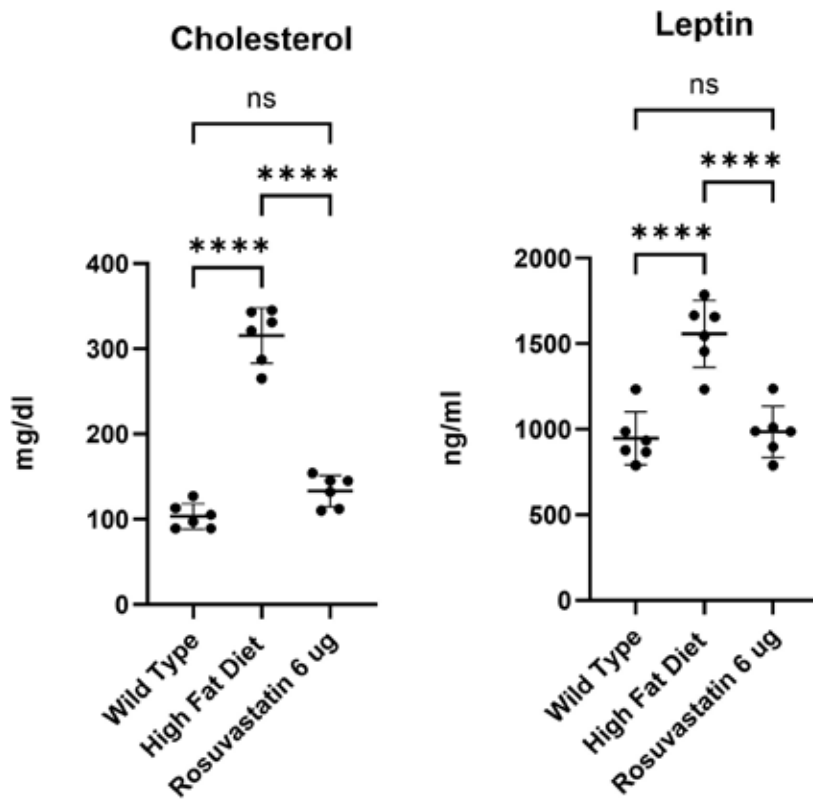 Cholesterol
ns
****
****
400
300
200
100
0
mg/dl
Wild Type
High Fat Diet
Rosuvastatin 6 ug
Leptin
ns
****
****
2000
1500
1000
500
0
ng/ml
Wild Type
High Fat Diet
Rosuvastatin 6 ug